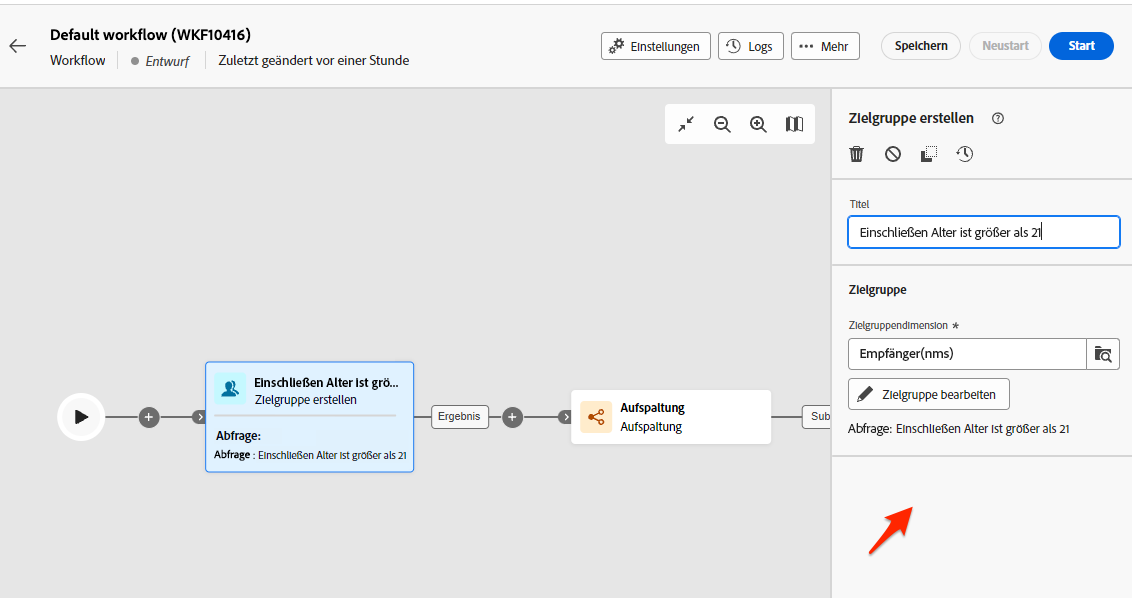 Default workflow (WKF10416)
Workflow Entwurf Zuletzt geändert vor einer Stunde
Einstellungen Logs Mehr Speichern Neustart Start
Zielgruppe erstellen
Titel
Einschließen Alter ist größer als 21
Zielgruppe
Zielgruppendimension *
Empfänger(nms)
Zielgruppe bearbeiten
Abfrage: Einschließen Alter ist größer als 21
Einschließen Alter ist grö...
Zielgruppe erstellen
Abfrage:
Abfrage : Einschließen Alter ist größer als 21
Ergebnis
Aufspaltung
Aufspaltung
Sub